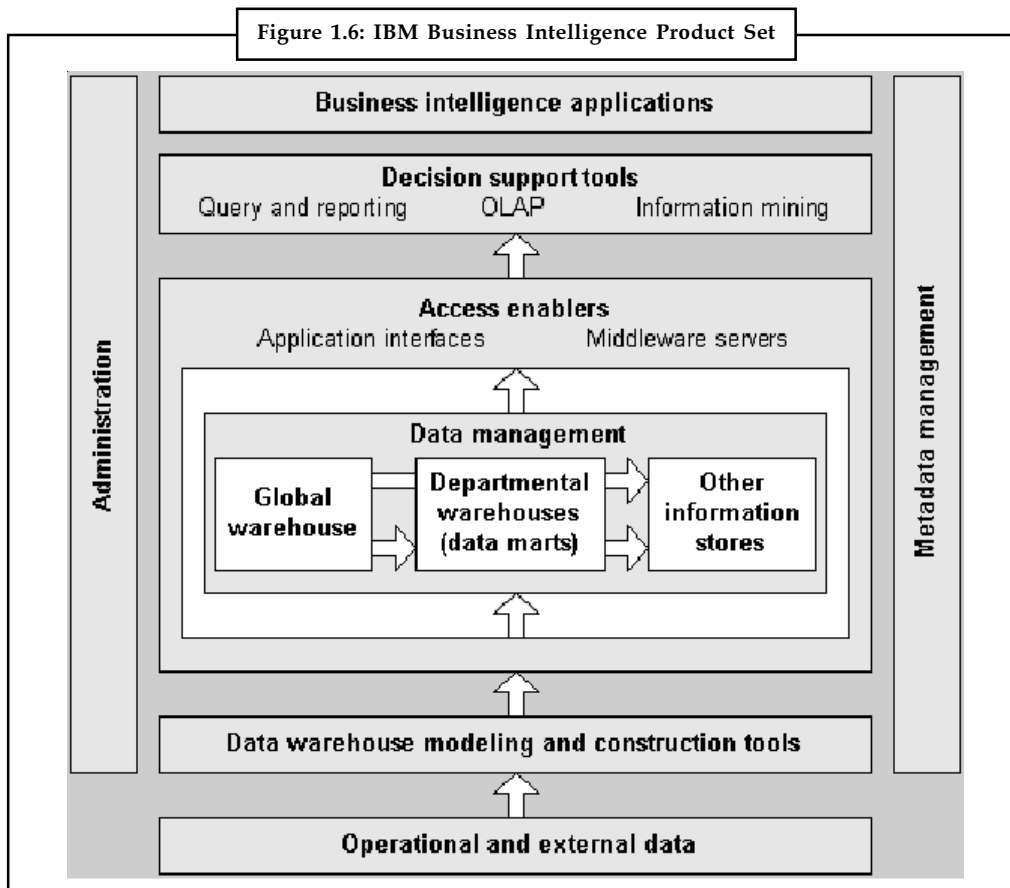 Figure 1.6: IBM Business Intelligence Product Set
Business intelligence applications
Decision support tools
Query and reporting OLAP Information mining
Access enablers
Application interfaces Middleware servers
Data management
Global
warehouse
Departmental
warehouses
(data marts)
Other
information
stores
Data warehouse modeling and construction tools
Operational and external data
Administration
Metadata management